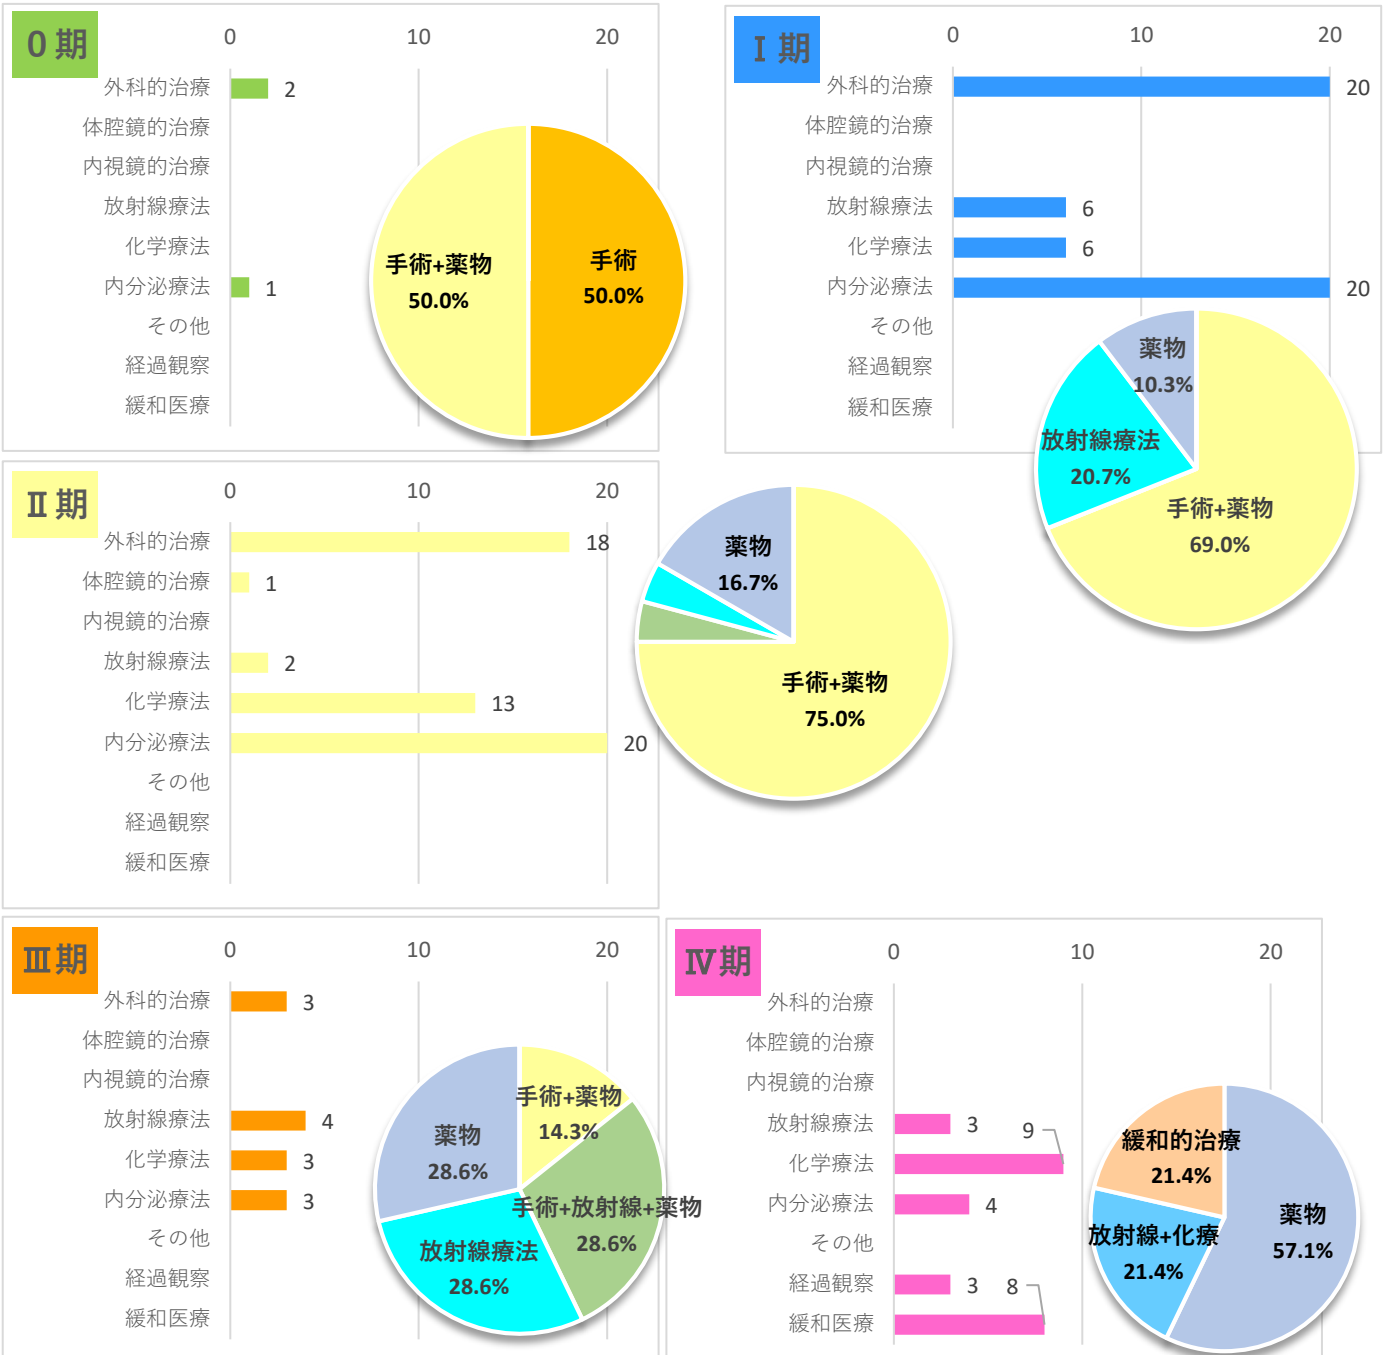 0期
0
10
20
外科的治療
2
体腔鏡的治療
内視鏡的治療
放射線療法
化学療法
内分泌療法
1
その他
経過観察
緩和医療
手術+薬物
50.0%
手術
50.0%
Ⅰ期
0
10
20
外科的治療
20
体腔鏡的治療
内視鏡的治療
放射線療法
6
化学療法
6
内分泌療法
20
その他
経過観察
緩和医療
薬物
10.3%
放射線療法
20.7%
手術+薬物
69.0%
Ⅱ期
0
10
20
外科的治療
18
体腔鏡的治療
1
内視鏡的治療
放射線療法
2
化学療法
13
内分泌療法
20
その他
経過観察
緩和医療
薬物
16.7%
手術+薬物
75.0%
Ⅲ期
0
10
20
外科的治療
3
体腔鏡的治療
内視鏡的治療
放射線療法
4
化学療法
3
内分泌療法
3
その他
経過観察
緩和医療
手術+薬物
14.3%
薬物
28.6%
手術+放射線+薬物
28.6%
放射線療法
28.6%
Ⅳ期
0
10
20
外科的治療
体腔鏡的治療
内視鏡的治療
放射線療法
3
化学療法
9
内分泌療法
4
その他
経過観察
3
緩和医療
8
緩和的治療
21.4%
放射線+化療
21.4%
薬物
57.1%